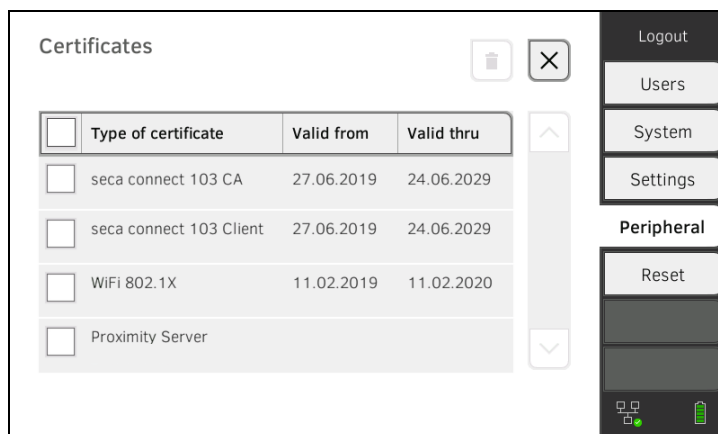 Certificates
Logout
Users
System
Settings
Peripheral
Reset
Type of certificate Valid from Valid thru
seca connect 103 CA 27.06.2019 24.06.2029
seca connect 103 Client 27.06.2019 24.06.2029
WiFi 802.1X 11.02.2019 11.02.2020
Proximity Server